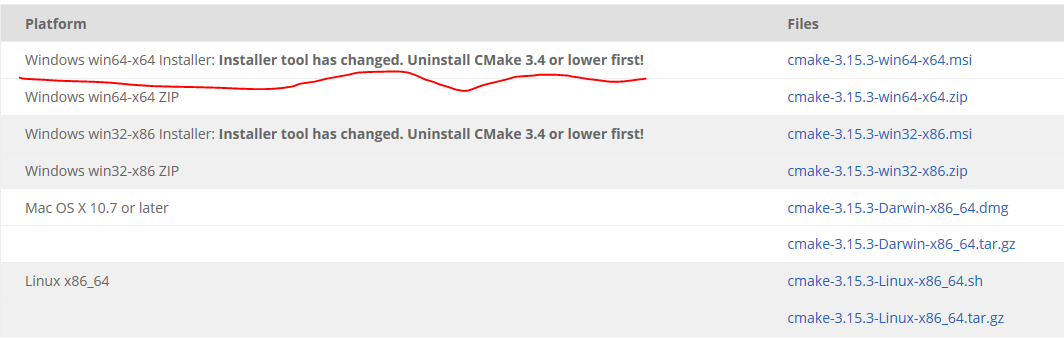 Platform Files
Windows win64-x64 Installer: Installer tool has changed. Uninstall CMake 3.4 or lower first! cmake-3.15.3-win64-x64.msi
Windows win64-x64 ZIP cmake-3.15.3-win64-x64.zip
Windows win32-x86 Installer: Installer tool has changed. Uninstall CMake 3.4 or lower first! cmake-3.15.3-win32-x86.msi
Windows win32-x86 ZIP cmake-3.15.3-win32-x86.zip
Mac OS X 10.7 or later cmake-3.15.3-Darwin-x86_64.dmg
cmake-3.15.3-Darwin-x86_64.tar.gz
Linux x86_64 cmake-3.15.3-Linux-x86_64.sh
cmake-3.15.3-Linux-x86_64.tar.gz